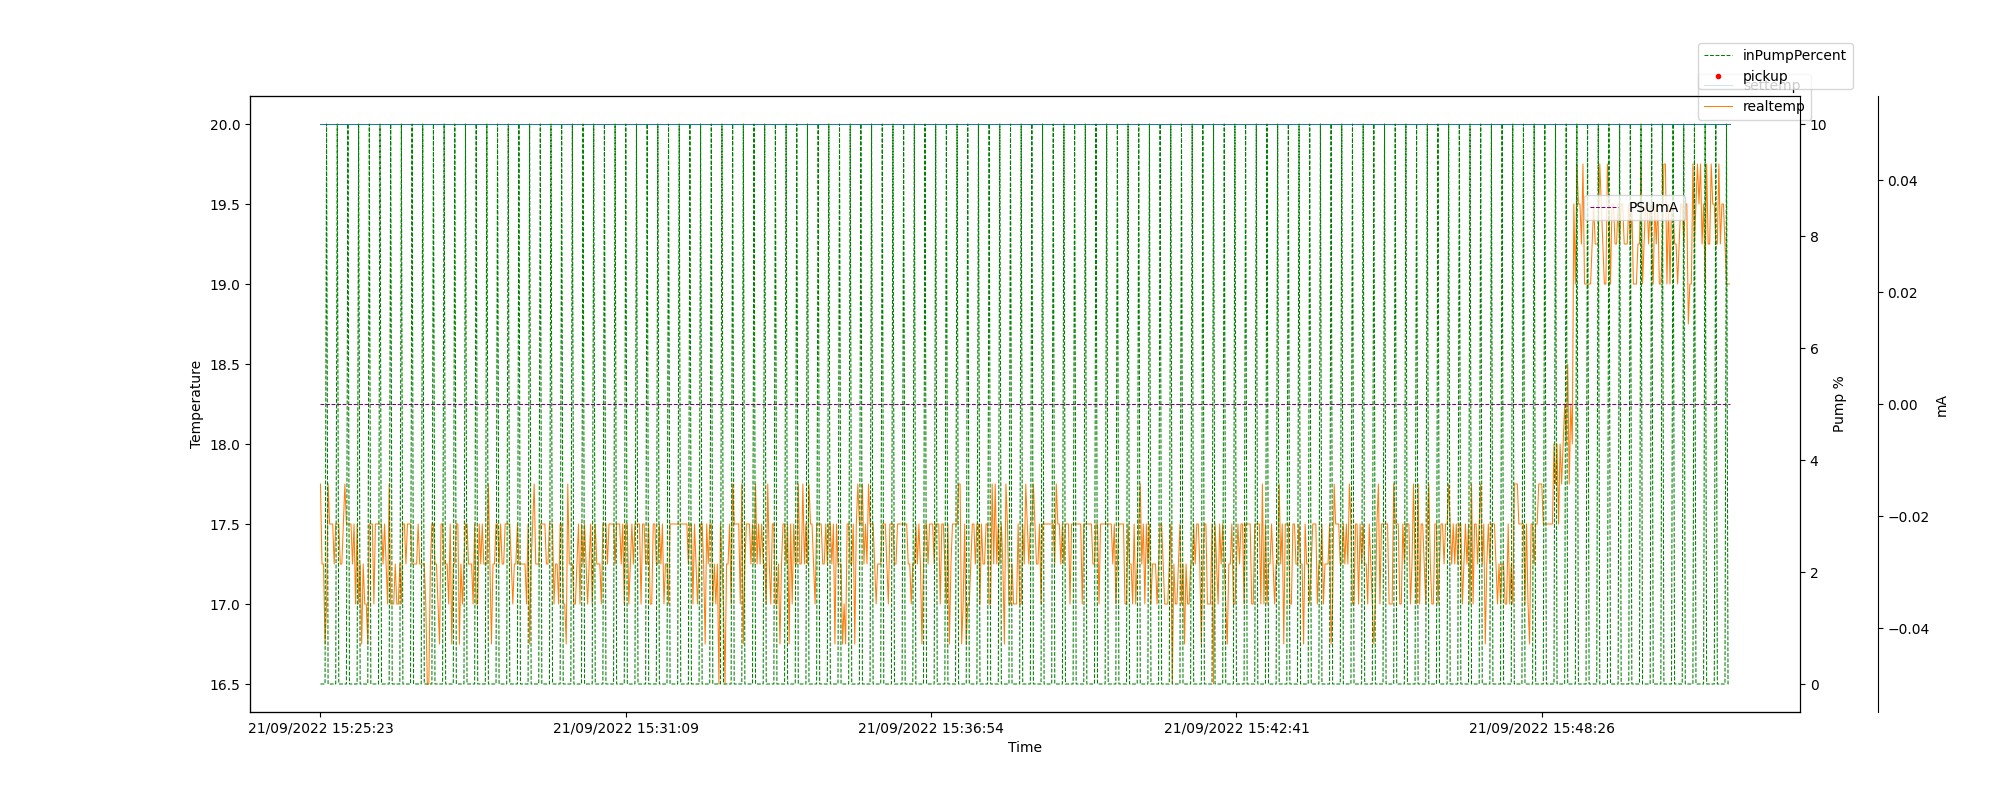 inPumpPercent
pickup
settemp
realtemp
PSUmA
20.0
19.5
19.0
18.5
18.0
17.5
17.0
16.5
Temperature
10
8
6
4
2
0
Pump %
0.04
0.02
0.00
−0.02
−0.04
mA
21/09/2022 15:25:23
21/09/2022 15:31:09
21/09/2022 15:36:54
21/09/2022 15:42:41
21/09/2022 15:48:26
Time